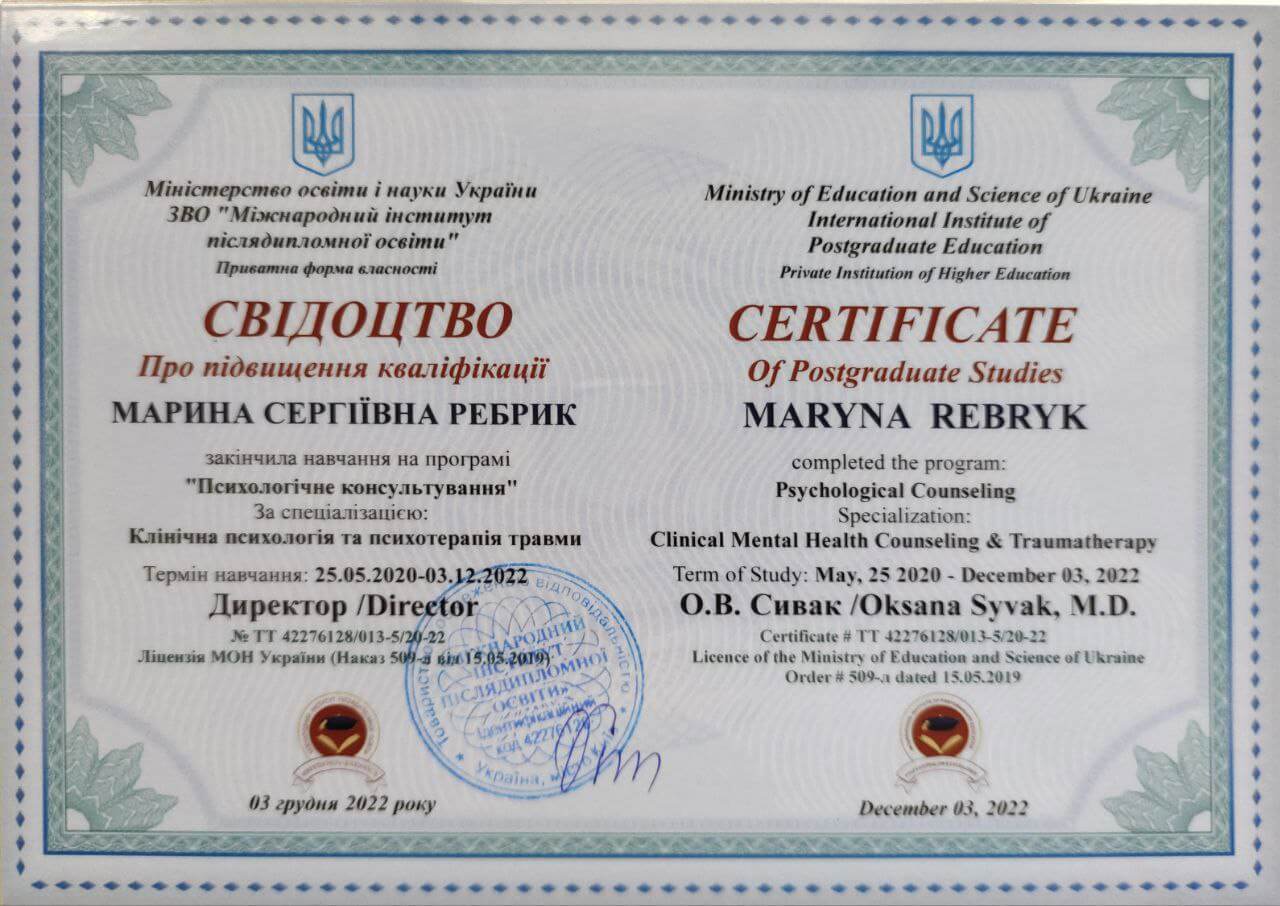 Міністерство освіти і науки України
ЗВО "Міжнародний інститут
післядипломної освіти"
Приватна форма власності
СВІДОЦТВО
Про підвищення кваліфікації
МАРИНА СЕРГІЇВНА РЕБРИК
закінчила навчання на програмі
"Психологічне консультування"
За спеціалізацією:
Клінічна психологія та психотерапія травми
Термін навчання: 25.05.2020-03.12.2022
Директор /Director
№ ТТ 42276128/013-5/20-22
Ліцензія МОН України (Наказ 509-л від 15.05.2019)
03 грудня 2022 року
Ministry of Education and Science of Ukraine
International Institute of
Postgraduate Education
Private Institution of Higher Education
CERTIFICATE
Of Postgraduate Studies
MARYNA REBRYK
completed the program:
Psychological Counseling
Specialization:
Clinical Mental Health Counseling & Traumatherapy
Term of Study: May, 25 2020 - December 03, 2022
О.В. Сивак /Oksana Syvak, M.D.
Certificate # TT 42276128/013-5/20-22
Licence of the Ministry of Education and Science of Ukraine
Order # 509-л dated 15.05.2019
December 03, 2022
відповідальністю
ІНСТИТУТ
ПІСЛЯДИПЛОМНОЇ
ОСВІТИ»
Ідентифікаційний
код
Україна,